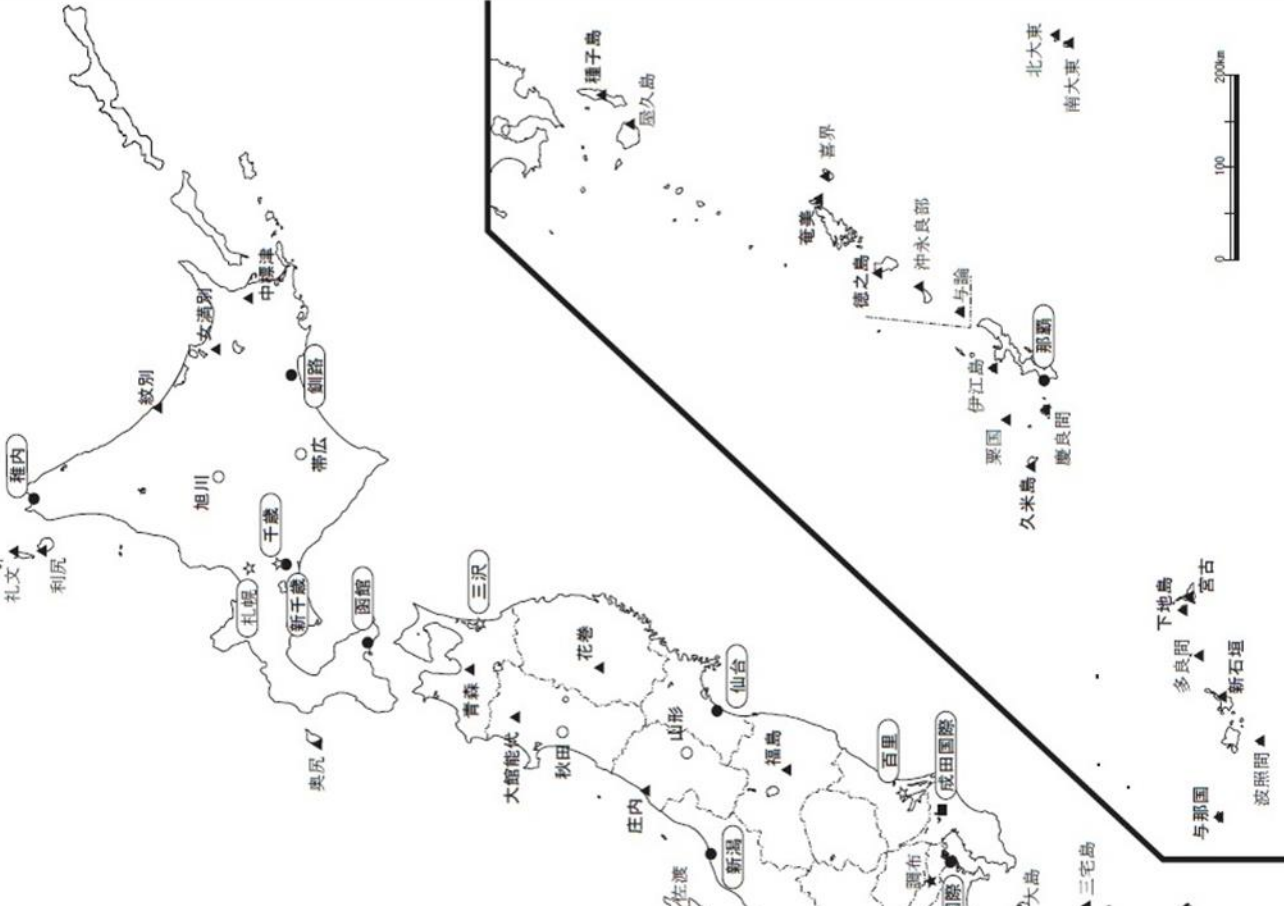 礼文
利尻
稚内
紋別
女満別
中標津
旭川
帯広
釧路
千歳
札幌
新千歳
函館
奥尻
三沢
青森
大館能代
花巻
秋田
山形
仙台
庄内
福島
新潟
佐渡
百里
成田国際
調布
国際
大島
三宅島
種子島
屋久島
奄美
喜界
徳之島
沖永良部
与論
伊江島
那覇
粟国
慶良間
久米島
北大東
南大東
下地島
宮古
多良間
新石垣
与那国
波照間
0
100
200km